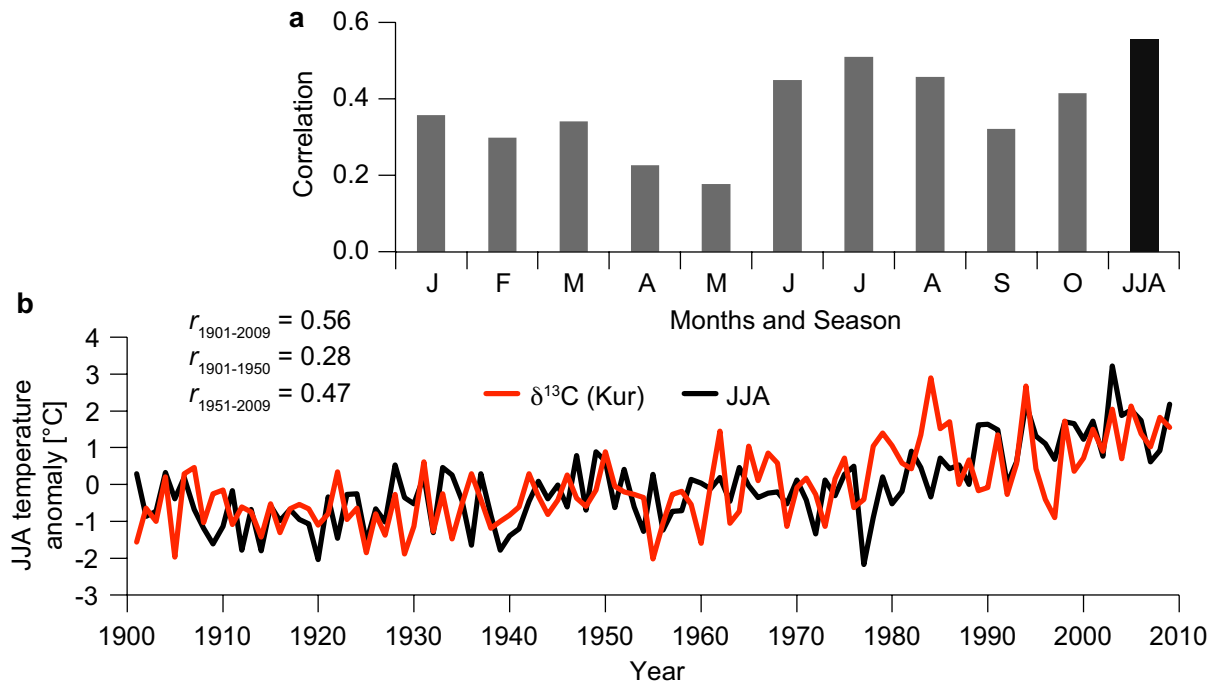 a
0.6
0.4
0.2
0.0
Correlation
J F M A M J J A S O JJA
Months and Season
b
r1901-2009 = 0.56
r1901-1950 = 0.28
r1951-2009 = 0.47
δ13C (Kur) JJA
4
3
2
1
0
-1
-2
-3
JJA temperature
anomaly [°C]
1900 1910 1920 1930 1940 1950 1960 1970 1980 1990 2000 2010
Year